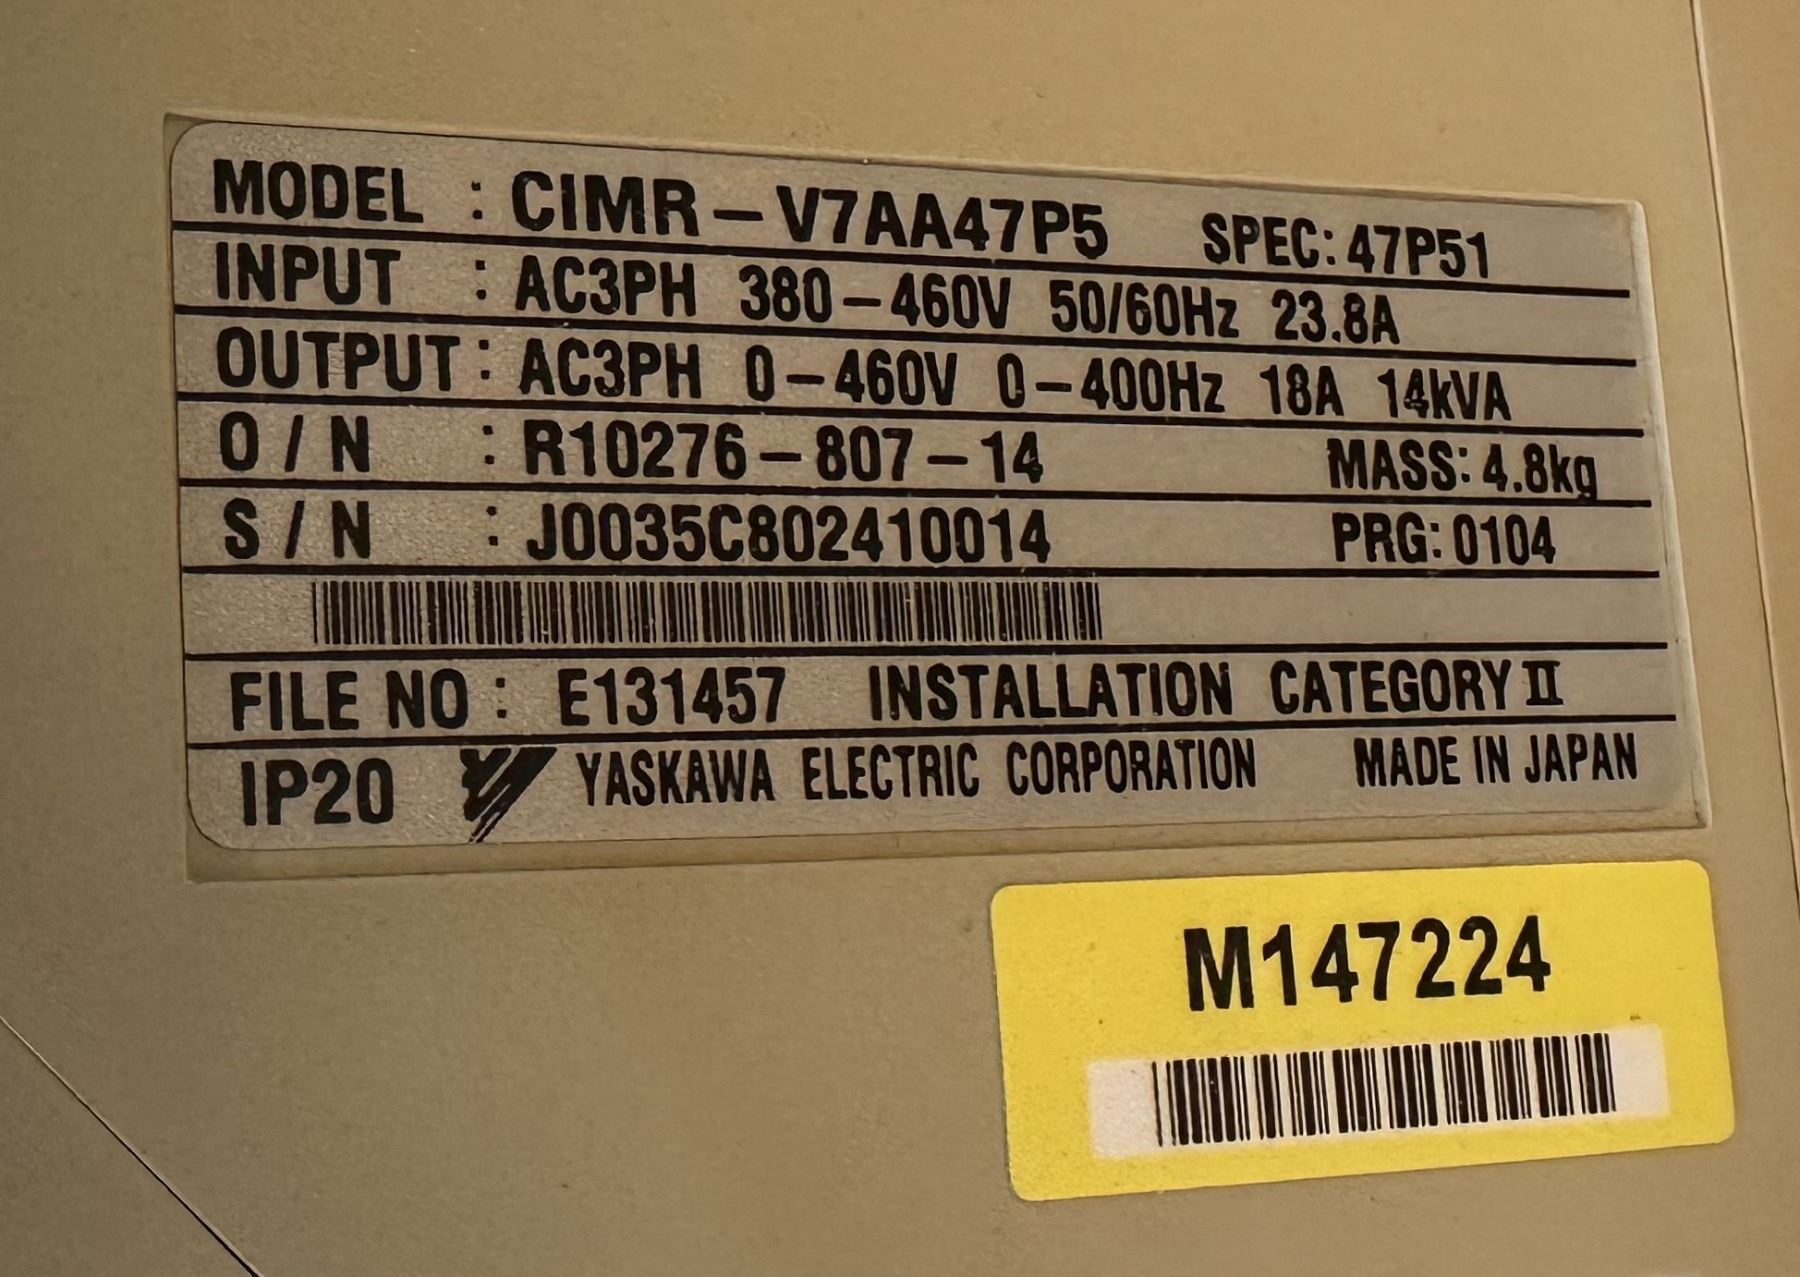 MODEL : CIMR-V7AA47P5 SPEC: 47P51
INPUT : AC3PH 380-460V 50/60Hz 23.8A
OUTPUT: AC3PH 0-460V 0-400Hz 18A 14kVA
O/N : R10276-807-14 MASS: 4.8kg
S/N : J0035C802410014 PRG: 0104
FILE NO : E131457 INSTALLATION CATEGORY II
IP20 YASKAWA ELECTRIC CORPORATION MADE IN JAPAN
M147224